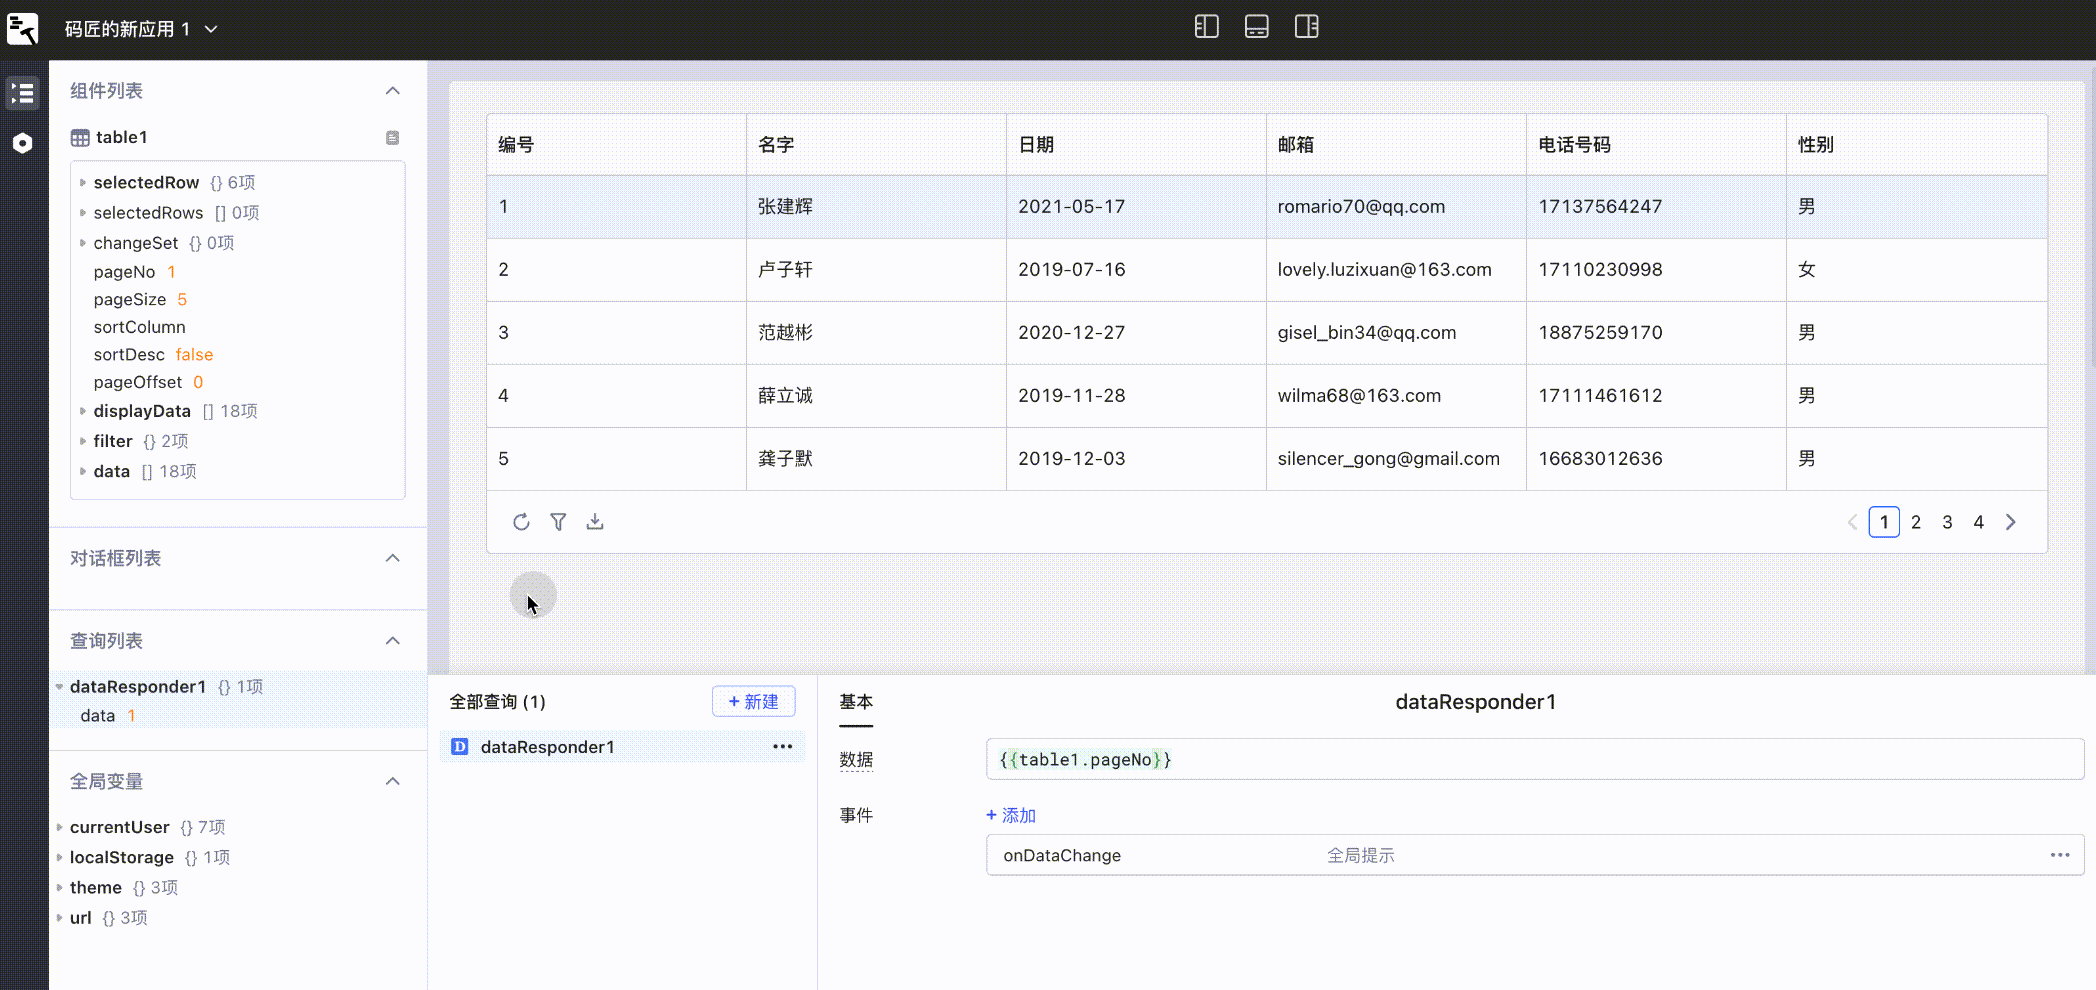 码匠的新应用 1
组件列表
table1
selectedRow {} 6项
selectedRows [] 0项
changeSet {} 0项
pageNo 1
pageSize 5
sortColumn
sortDesc false
pageOffset 0
displayData [] 18项
filter {} 2项
data [] 18项
对话框列表
查询列表
dataResponder1 {} 1项
data 1
全局变量
currentUser {} 7项
localStorage {} 1项
theme {} 3项
url {} 3项
编号 名字 日期 邮箱 电话号码 性别
1 张建辉 2021-05-17 romario70@qq.com 17137564247 男
2 卢子轩 2019-07-16 lovely.luzixuan@163.com 17110230998 女
3 范越彬 2020-12-27 gisel_bin34@qq.com 18875259170 男
4 薛立诚 2019-11-28 wilma68@163.com 17111461612 男
5 龚子默 2019-12-03 silencer_gong@gmail.com 16683012636 男
1 2 3 4
全部查询 (1) + 新建
D dataResponder1
基本 dataResponder1
数据 {{table1.pageNo}}
事件 + 添加
onDataChange 全局提示